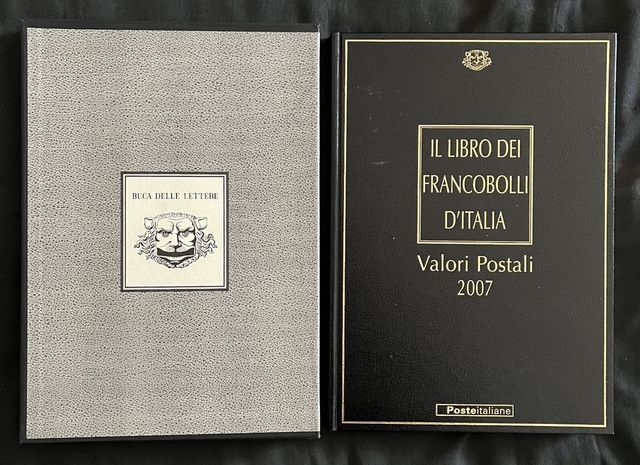 BUCA DELLE LETTERE
IL LIBRO DEI
FRANCOBOLLI
D'ITALIA
Valori Postali
2007
Posteitaliane